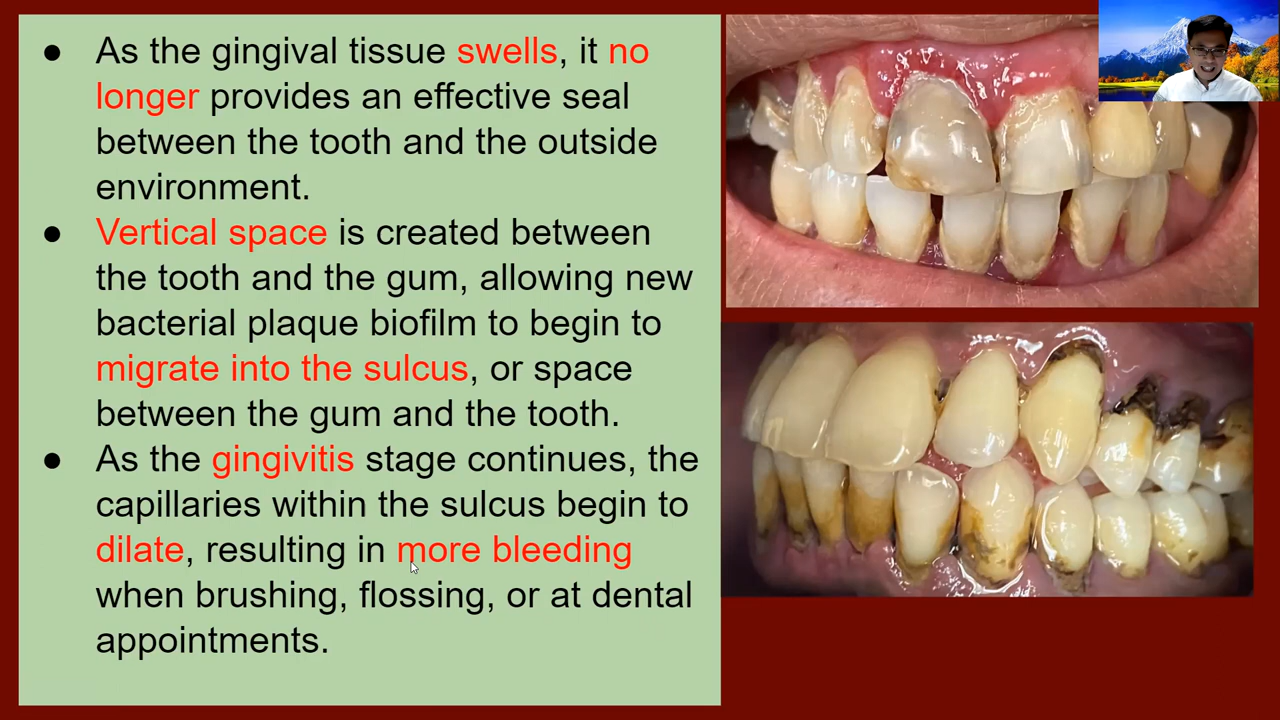 ● As the gingival tissue swells, it no
longer provides an effective seal
between the tooth and the outside
environment.
● Vertical space is created between
the tooth and the gum, allowing new
bacterial plaque biofilm to begin to
migrate into the sulcus, or space
between the gum and the tooth.
● As the gingivitis stage continues, the
capillaries within the sulcus begin to
dilate, resulting in more bleeding
when brushing, flossing, or at dental
appointments.